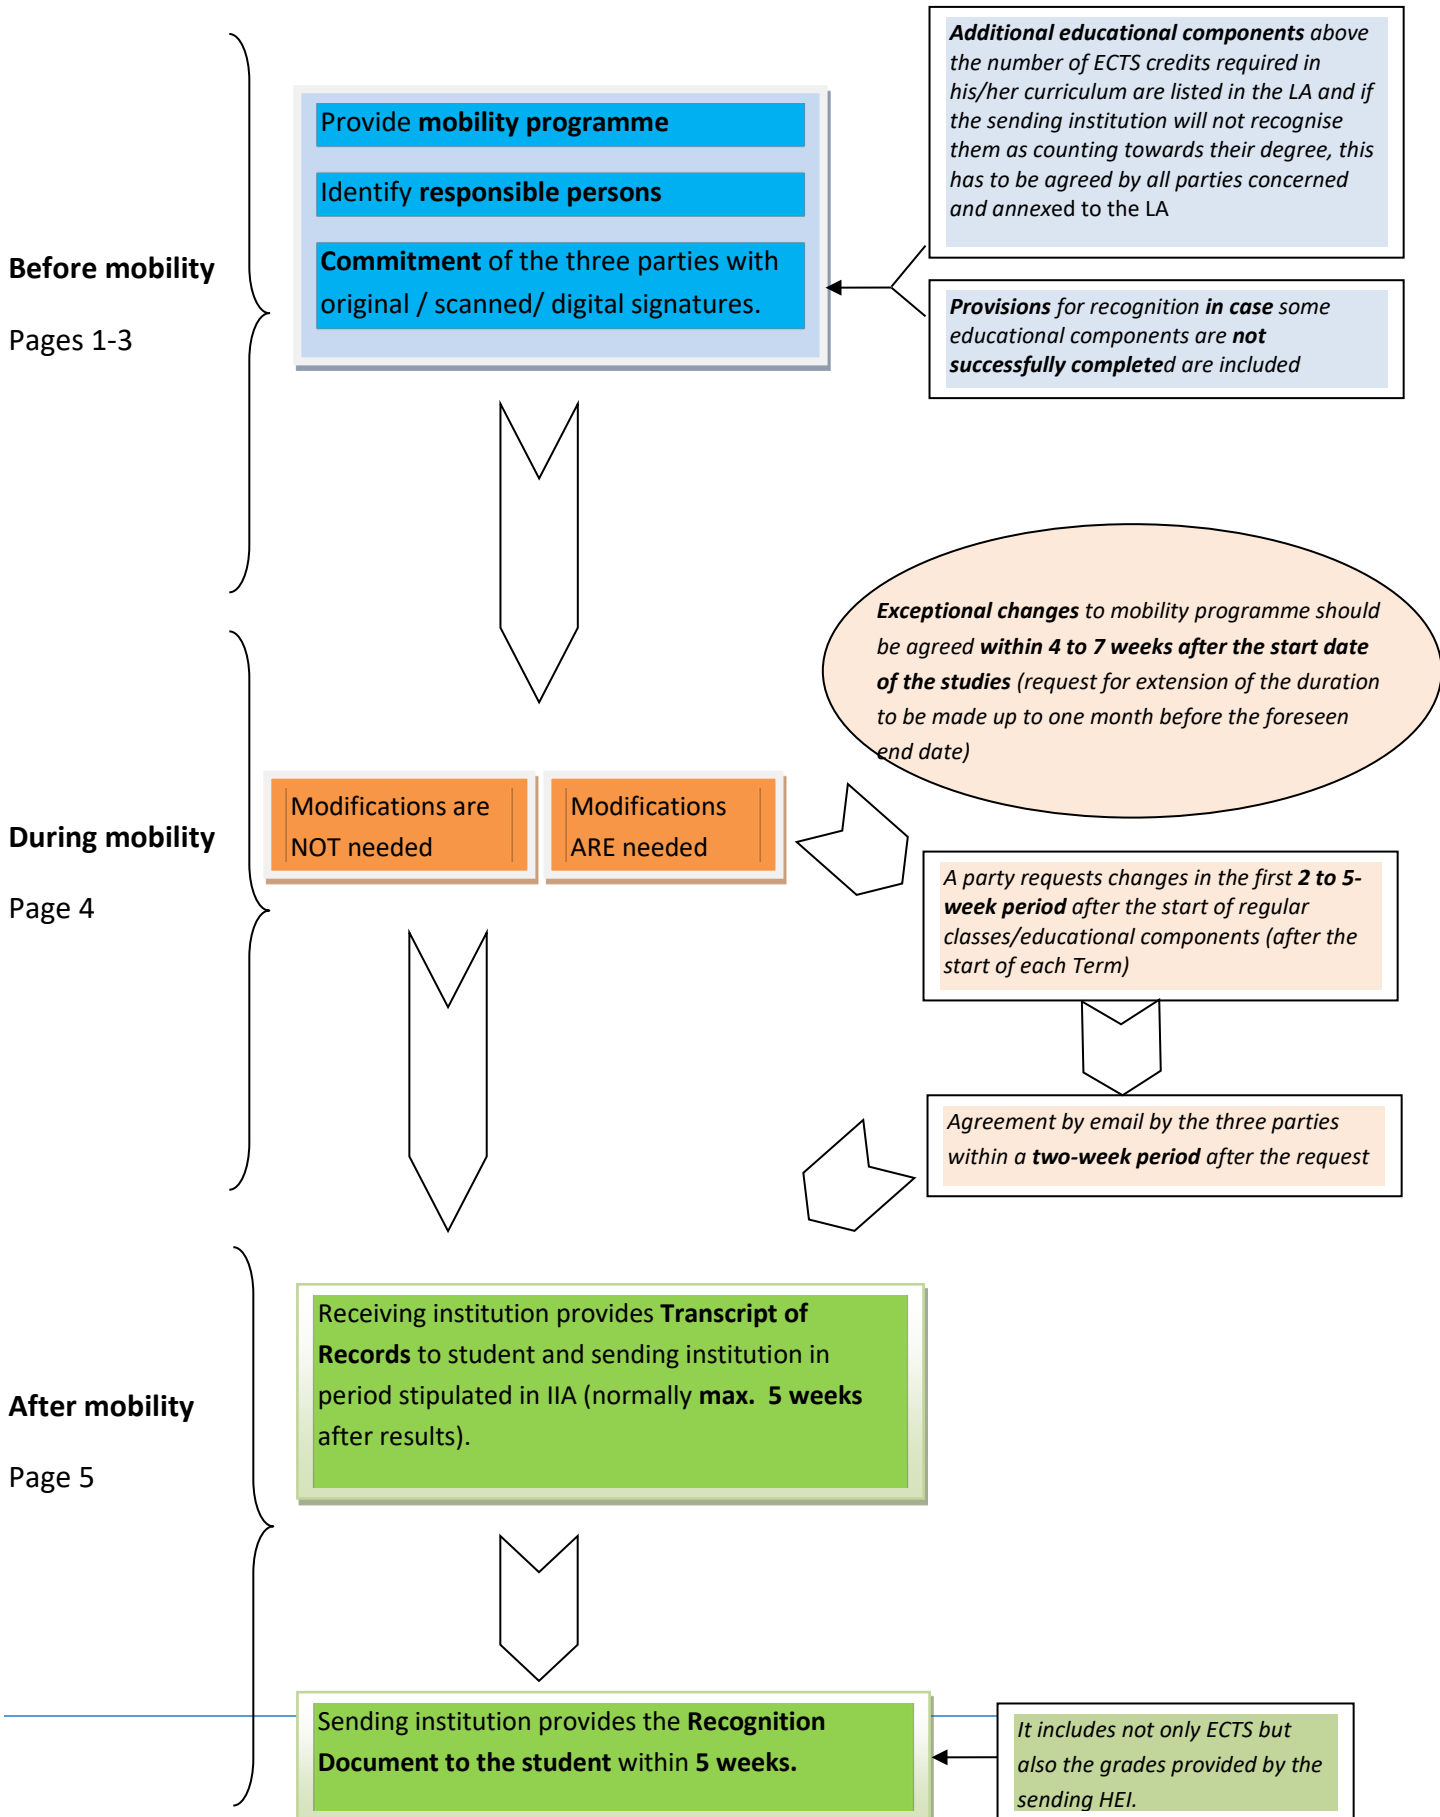 Additional educational components above
the number of ECTS credits required in
his/her curriculum are listed in the LA and if
the sending institution will not recognise
them as counting towards their degree, this
has to be agreed by all parties concerned
and annexed to the LA
Provide mobility programme
Identify responsible persons
Commitment of the three parties with
original / scanned/ digital signatures.
Before mobility
Pages 1-3
Provisions for recognition in case some
educational components are not
successfully completed are included
Exceptional changes to mobility programme should
be agreed within 4 to 7 weeks after the start date
of the studies (request for extension of the duration
to be made up to one month before the foreseen
end date)
During mobility
Page 4
Modifications are
NOT needed
Modifications
ARE needed
A party requests changes in the first 2 to 5-
week period after the start of regular
classes/educational components (after the
start of each Term)
Agreement by email by the three parties
within a two-week period after the request
After mobility
Page 5
Receiving institution provides Transcript of
Records to student and sending institution in
period stipulated in IIA (normally max.  5 weeks
after results).
Sending institution provides the Recognition
Document to the student within 5 weeks.
It includes not only ECTS but
also the grades provided by the
sending HEI.